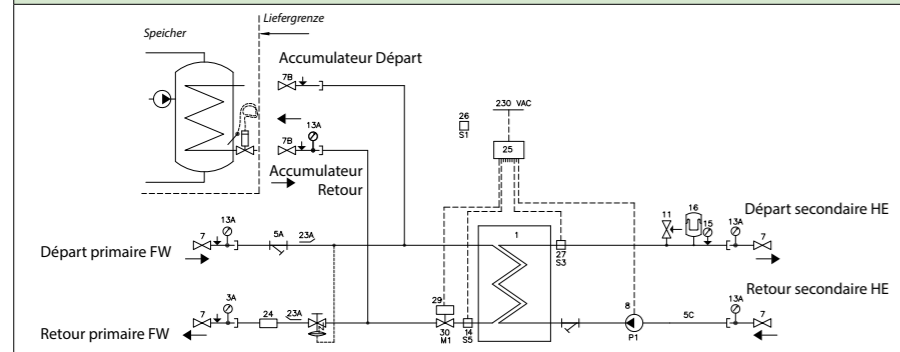 Speicher
Liefergrenze
Accumulateur Départ
7B
230 VAC
26
S1
13A
7B
25
Accumulateur
Retour
11
16
15
13A
7
Départ secondaire HE
7
13A
5A
23A
1
27
S3
Départ primaire FW
29
8
13A
7
Retour secondaire HE
7
3A
24
23A
30
M1
14
S5
P1
5C
Retour primaire FW